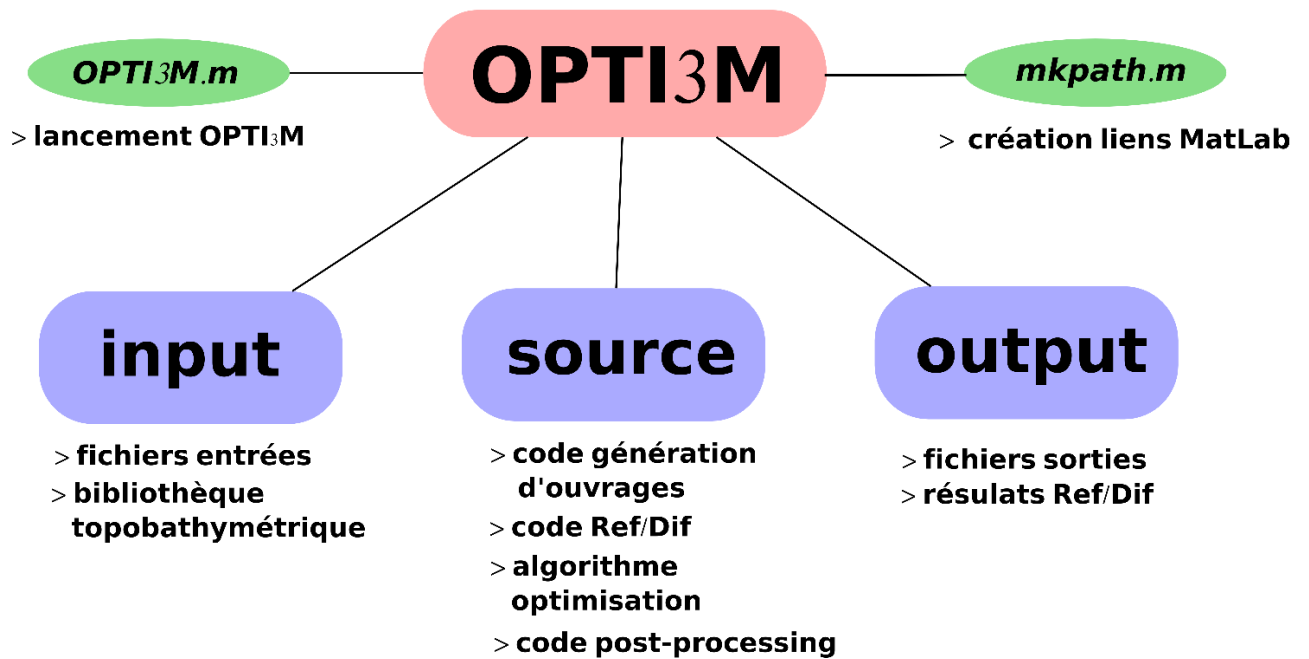 OPTI3M
OPTI3M.m
> lancement OPTI3M
mkpath.m
> création liens MatLab
input
> fichiers entrées
> bibliothèque
topobathymétrique
source
> code génération
d'ouvrages
> code Ref/Dif
> algorithme
optimisation
> code post-processing
output
> fichiers sorties
> résulats Ref/Dif